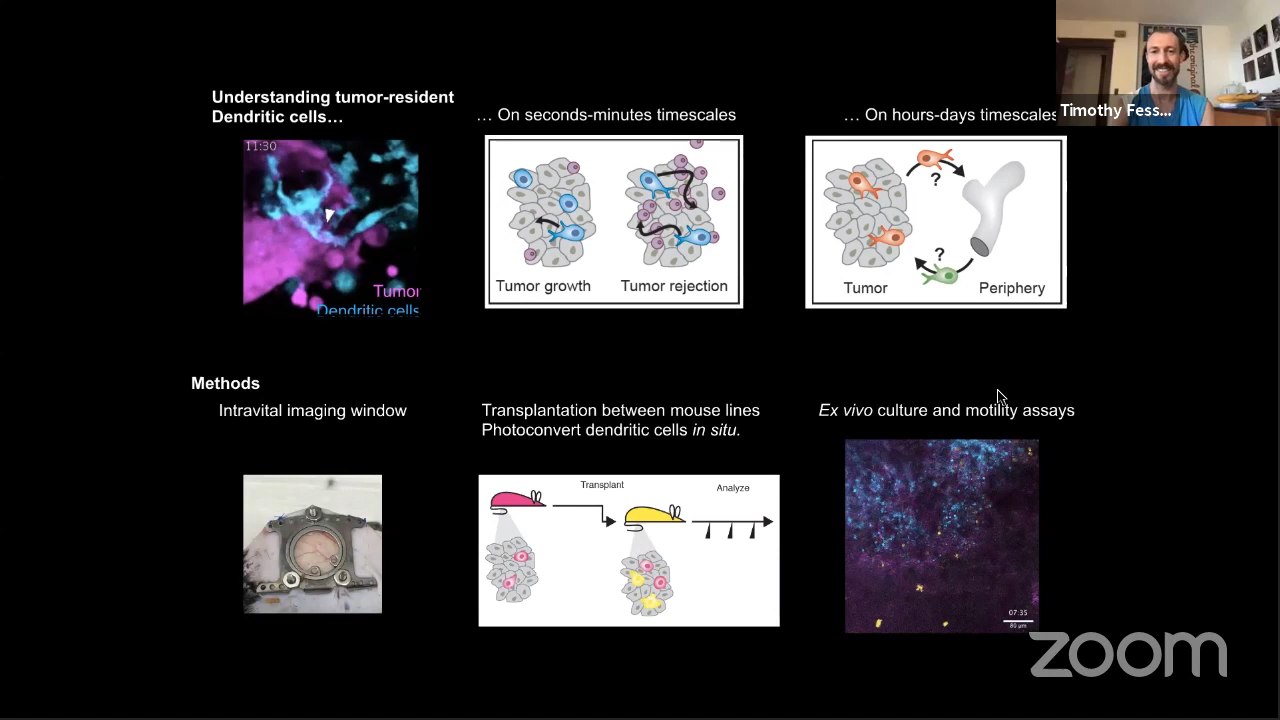 Understanding tumor-resident
Dendritic cells…
… On seconds-minutes timescales
… On hours-days timescales
Timothy Fess...
11:30
Tumor
Dendritic cells
Tumor growth
Tumor rejection
?
?
Tumor
Periphery
Methods
Intravital imaging window
Transplantation between mouse lines
Photoconvert dendritic cells in situ.
Ex vivo culture and motility assays
Transplant
Analyze
07:35
80 µm
zoom